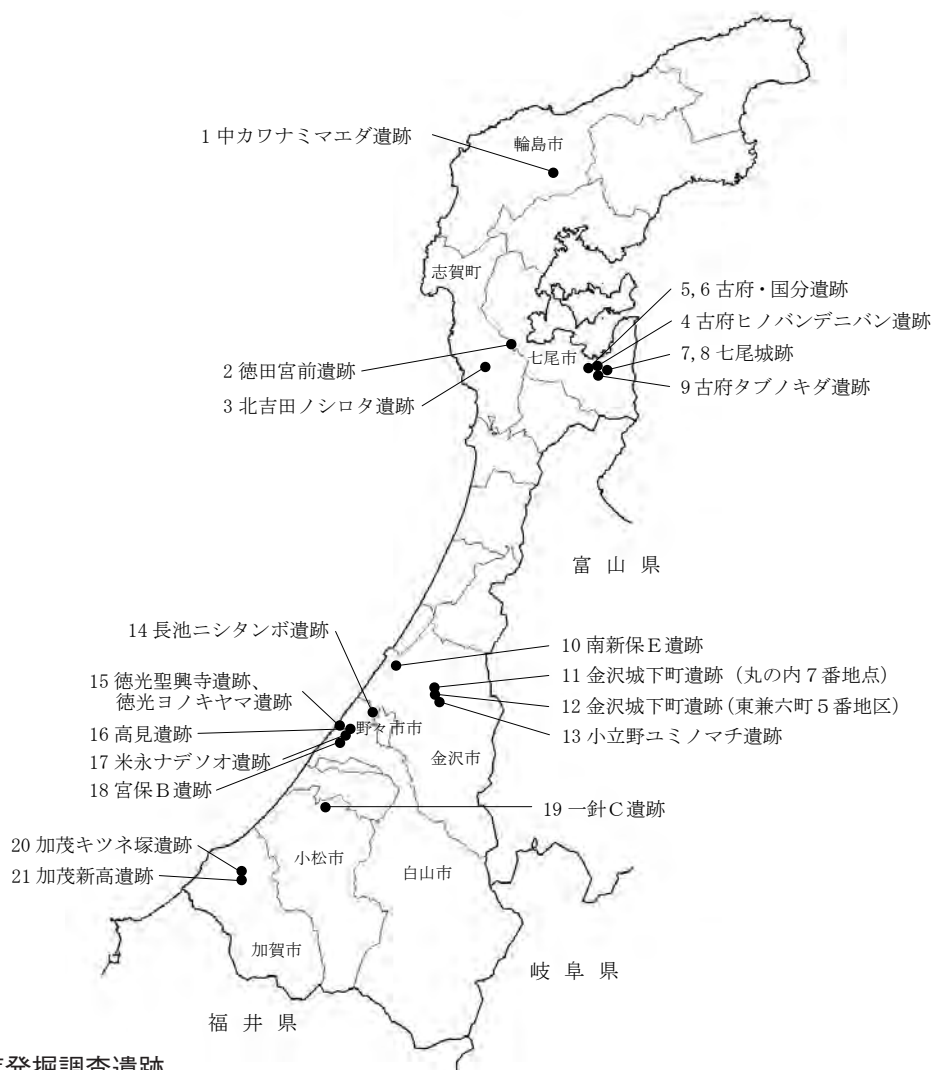 1 中カワナミマエダ遺跡
輪島市
志賀町
5, 6 古府・国分遺跡
4 古府ヒノバンデニバン遺跡
7,8 七尾城跡
9 古府タブノキダ遺跡
七尾市
2 徳田宮前遺跡
3 北吉田ノシロタ遺跡
富山県
14 長池ニシタンボ遺跡
10 南新保E遺跡
11 金沢城下町遺跡（丸の内7番地点）
12 金沢城下町遺跡（東兼六町5番地区）
13 小立野ユミノマチ遺跡
15 徳光聖興寺遺跡、
徳光ヨノキヤマ遺跡
16 高見遺跡
17 米永ナデソオ遺跡
18 宮保B遺跡
野々市市
金沢市
19 一針C遺跡
20 加茂キツネ塚遺跡
21 加茂新高遺跡
小松市
白山市
加賀市
岐阜県
福井県
発掘調査遺跡